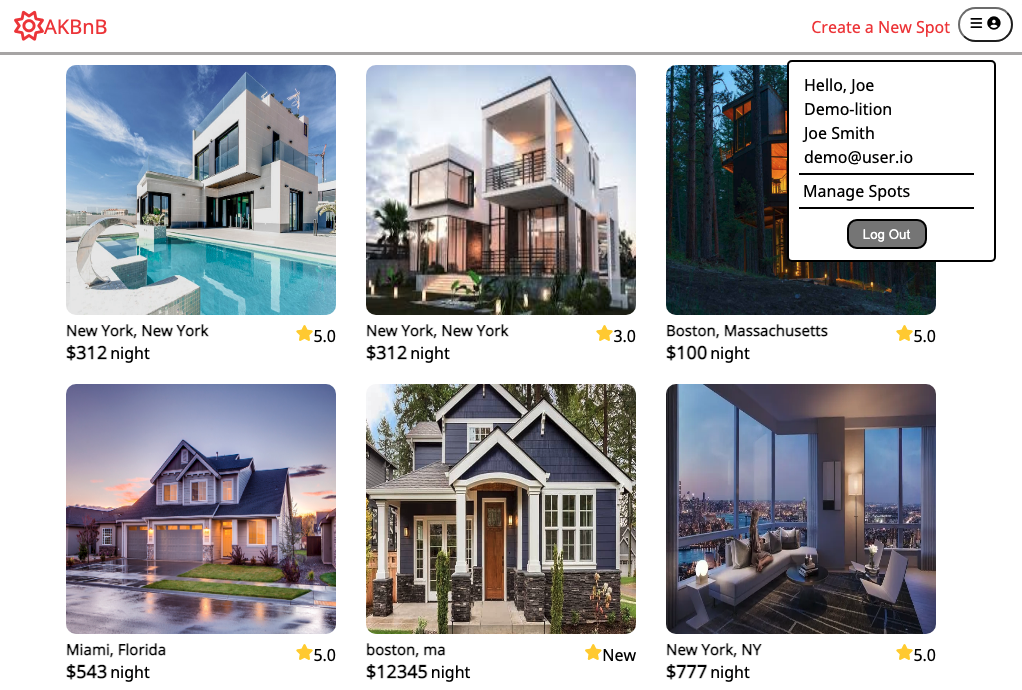 AKBnB
Create a New Spot
Hello, Joe
Demo-lition
Joe Smith
demo@user.io
Manage Spots
Log Out
New York, New York
5.0
$312 night
New York, New York
3.0
$312 night
Boston, Massachusetts
5.0
$100 night
Miami, Florida
5.0
$543 night
boston, ma
New
$12345 night
New York, NY
5.0
$777 night